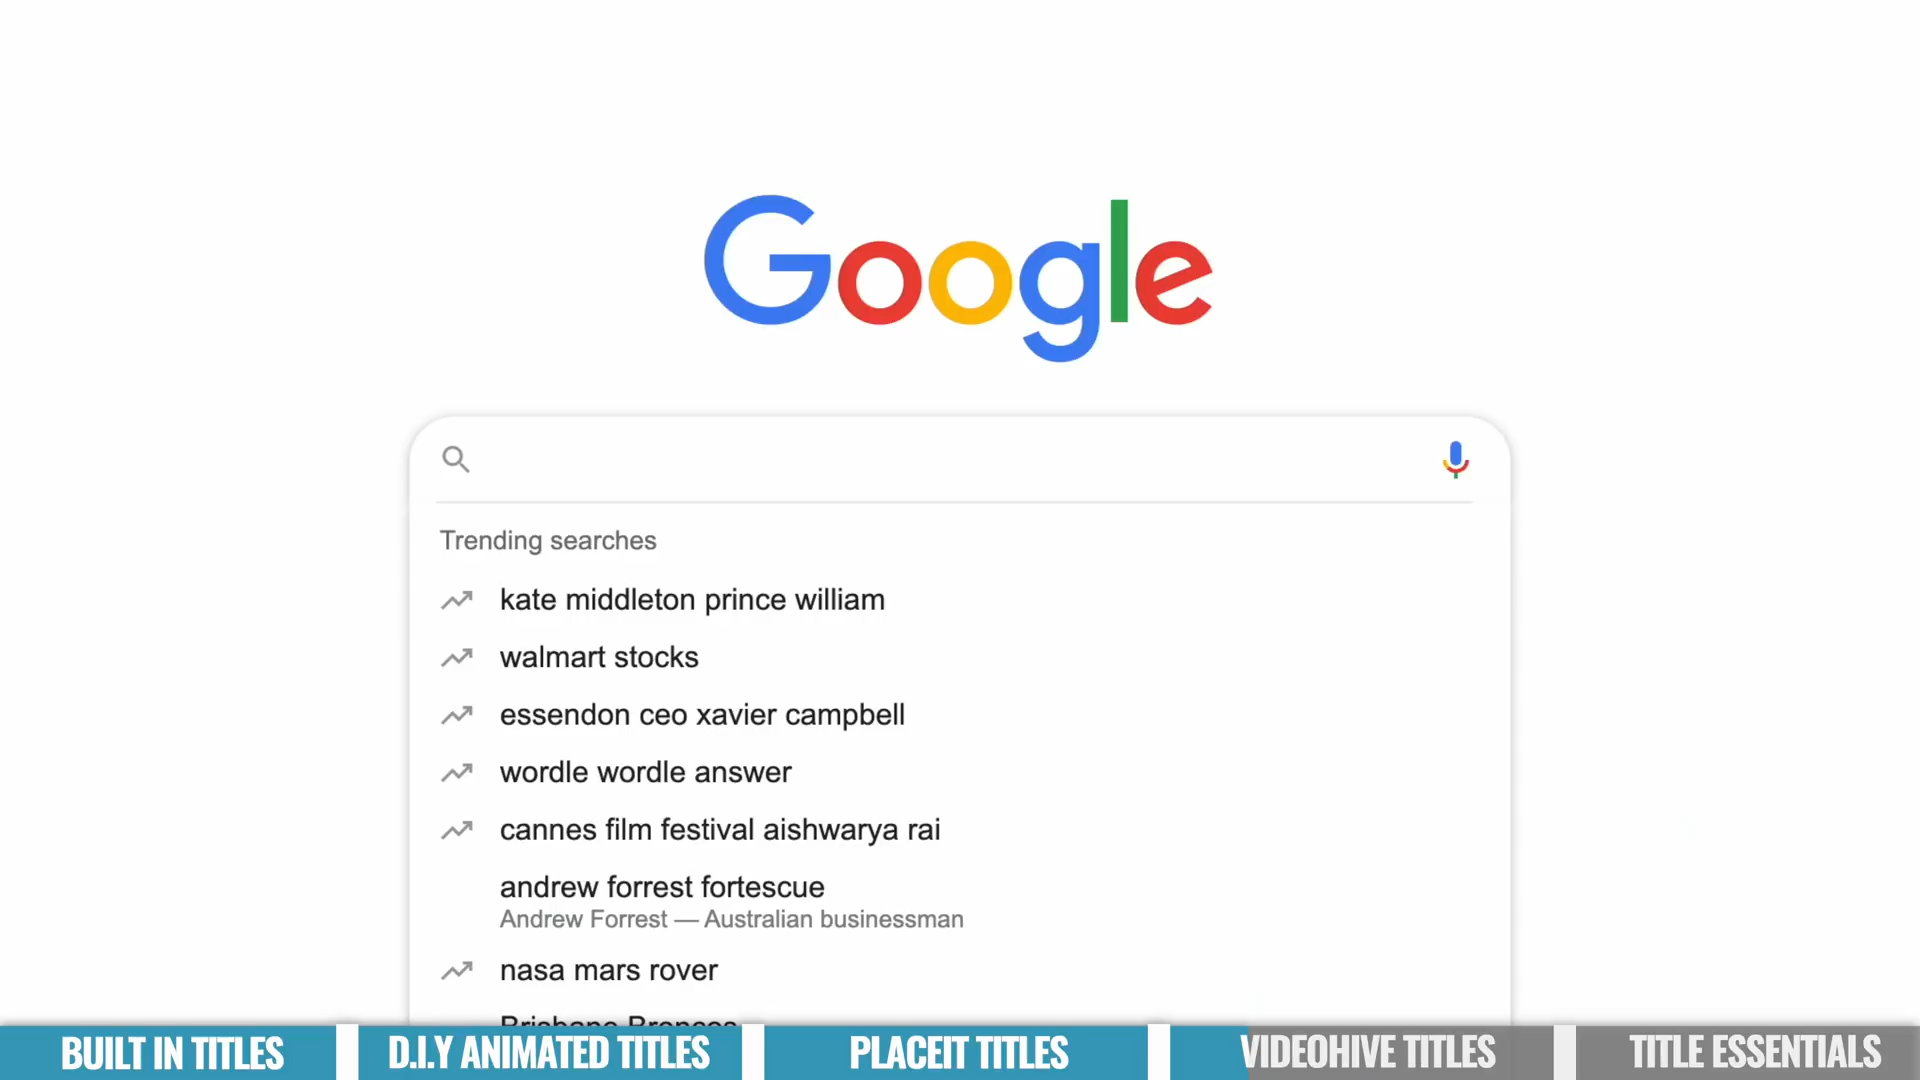 Google
Trending searches
kate middleton prince william
walmart stocks
essendon ceo xavier campbell
wordle wordle answer
cannes film festival aishwarya rai
andrew forrest fortescue
Andrew Forrest — Australian businessman
nasa mars rover
Brisbane Broncos
BUILT IN TITLES
D.I.Y ANIMATED TITLES
PLACEIT TITLES
VIDEOHIVE TITLES
TITLE ESSENTIALS